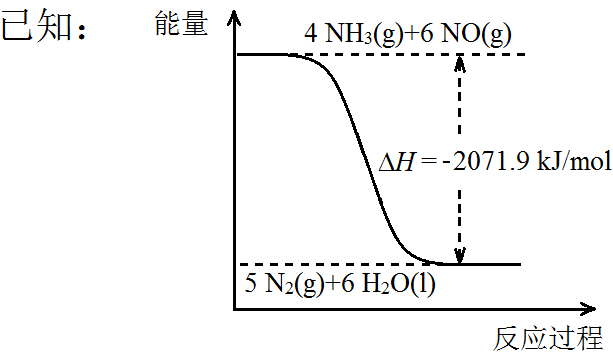 已知：
能量
4 NH₃(g)+6 NO(g)
ΔH = -2071.9 kJ/mol
5 N₂(g)+6 H₂O(l)
反应过程